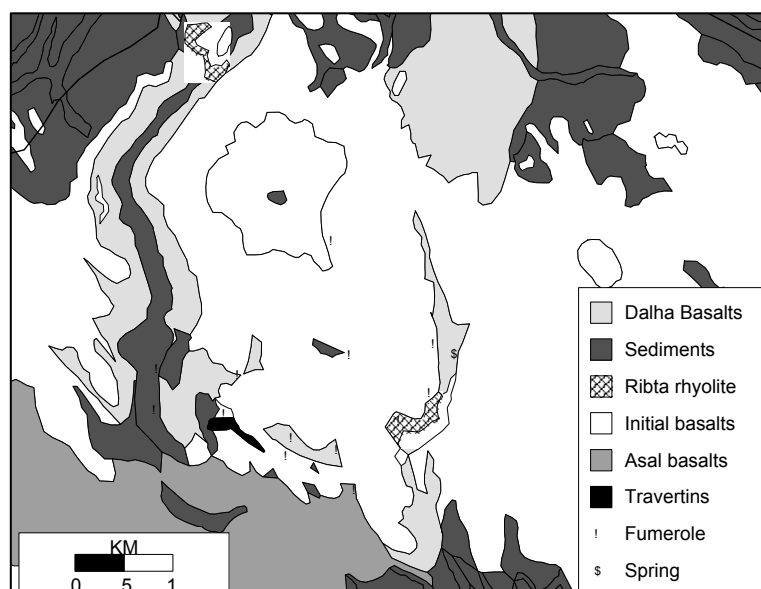 Dalha Basalts
Sediments
Ribta rhyolite
Initial basalts
Asal basalts
Travertins
! Fumerole
$ Spring
KM
0 5 1
! 
!
$
!
!
!
!
!
!
!
!
!
!